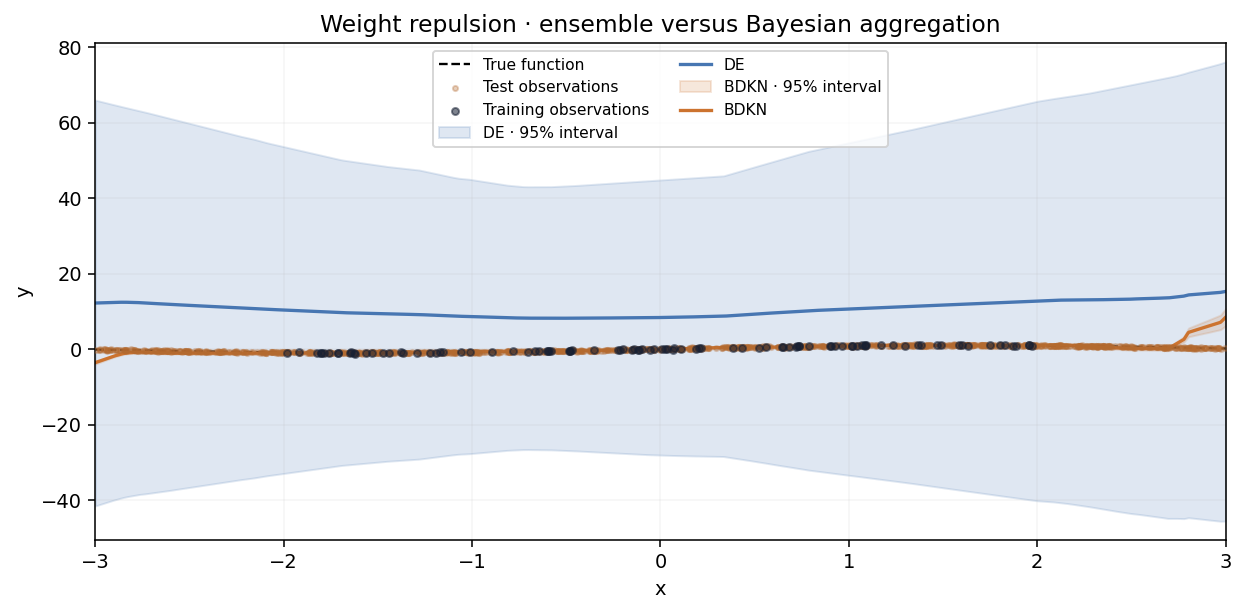 Weight repulsion · ensemble versus Bayesian aggregation
80
60
40
20
0
−20
−40
y
True function
Test observations
Training observations
DE · 95% interval
DE
BDKN · 95% interval
BDKN
−3
−2
−1
0
1
2
3
x